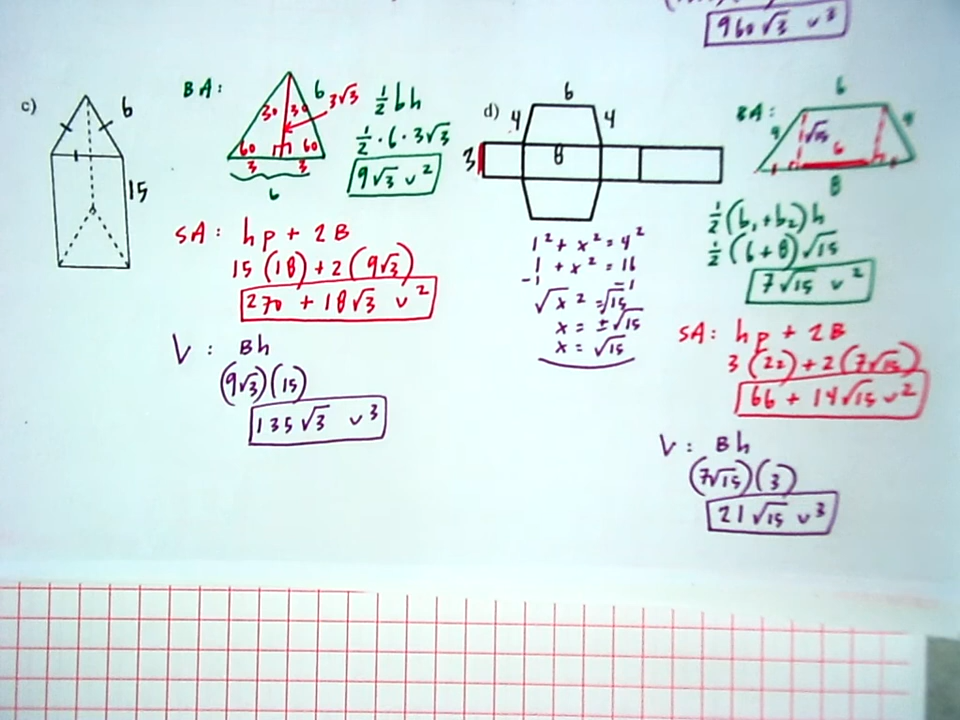 960√3 u³
c)
6
15
BA:
30 30
6
3√3
60 60
3 3
6
½bh
½·6·3√3
9√3 u²
SA: hp + 2B
15(18)+2(9√3)
270 + 18√3 u²
V: Bh
(9√3)(15)
135√3 u³
d)
6
4 4
3
8
1²+x²=4²
1+x²=16
-1 -1
√x²=√15
x=±√15
x=√15
BA:
6
4 4
√15
6
1 1
8
½(b₁+b₂)h
½(6+8)√15
7√15 u²
SA: hp + 2B
3(22)+2(7√15)
66 + 14√15 u²
V: Bh
(7√15)(3)
21√15 u³